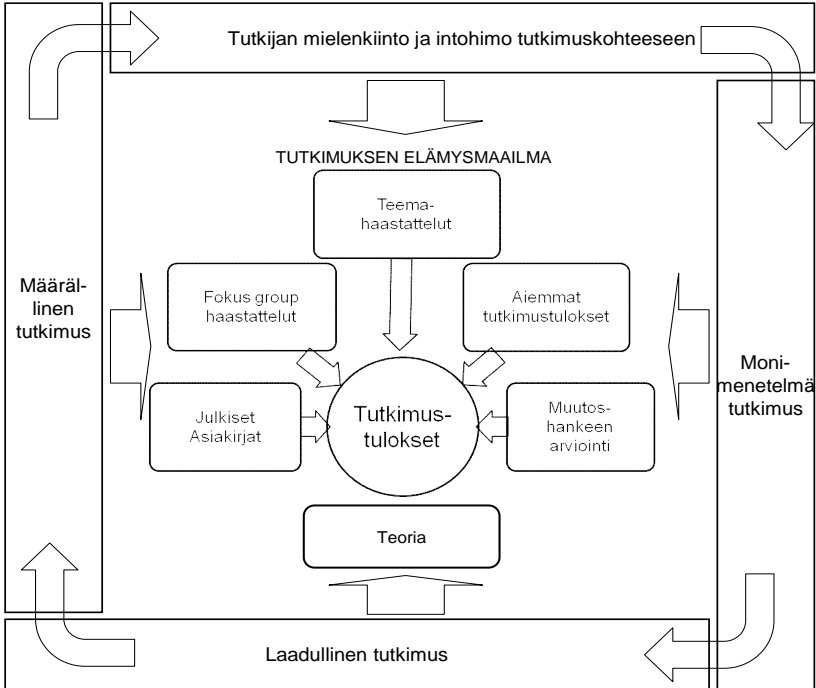 Tutkijan mielenkiinto ja intohimo tutkimuskohteeseen
TUTKIMUKSEN ELÄMYSMAAILMA
Teema-
haastattelut
Määräl-
linen
tutkimus
Fokus group
haastattelut
Aiemmat
tutkimustulokset
Moni-
menetelmä
tutkimus
Julkiset
Asiakirjat
Tutkimus-
tulokset
Muutos-
hankeen
arviointi
Teoria
Laadullinen tutkimus